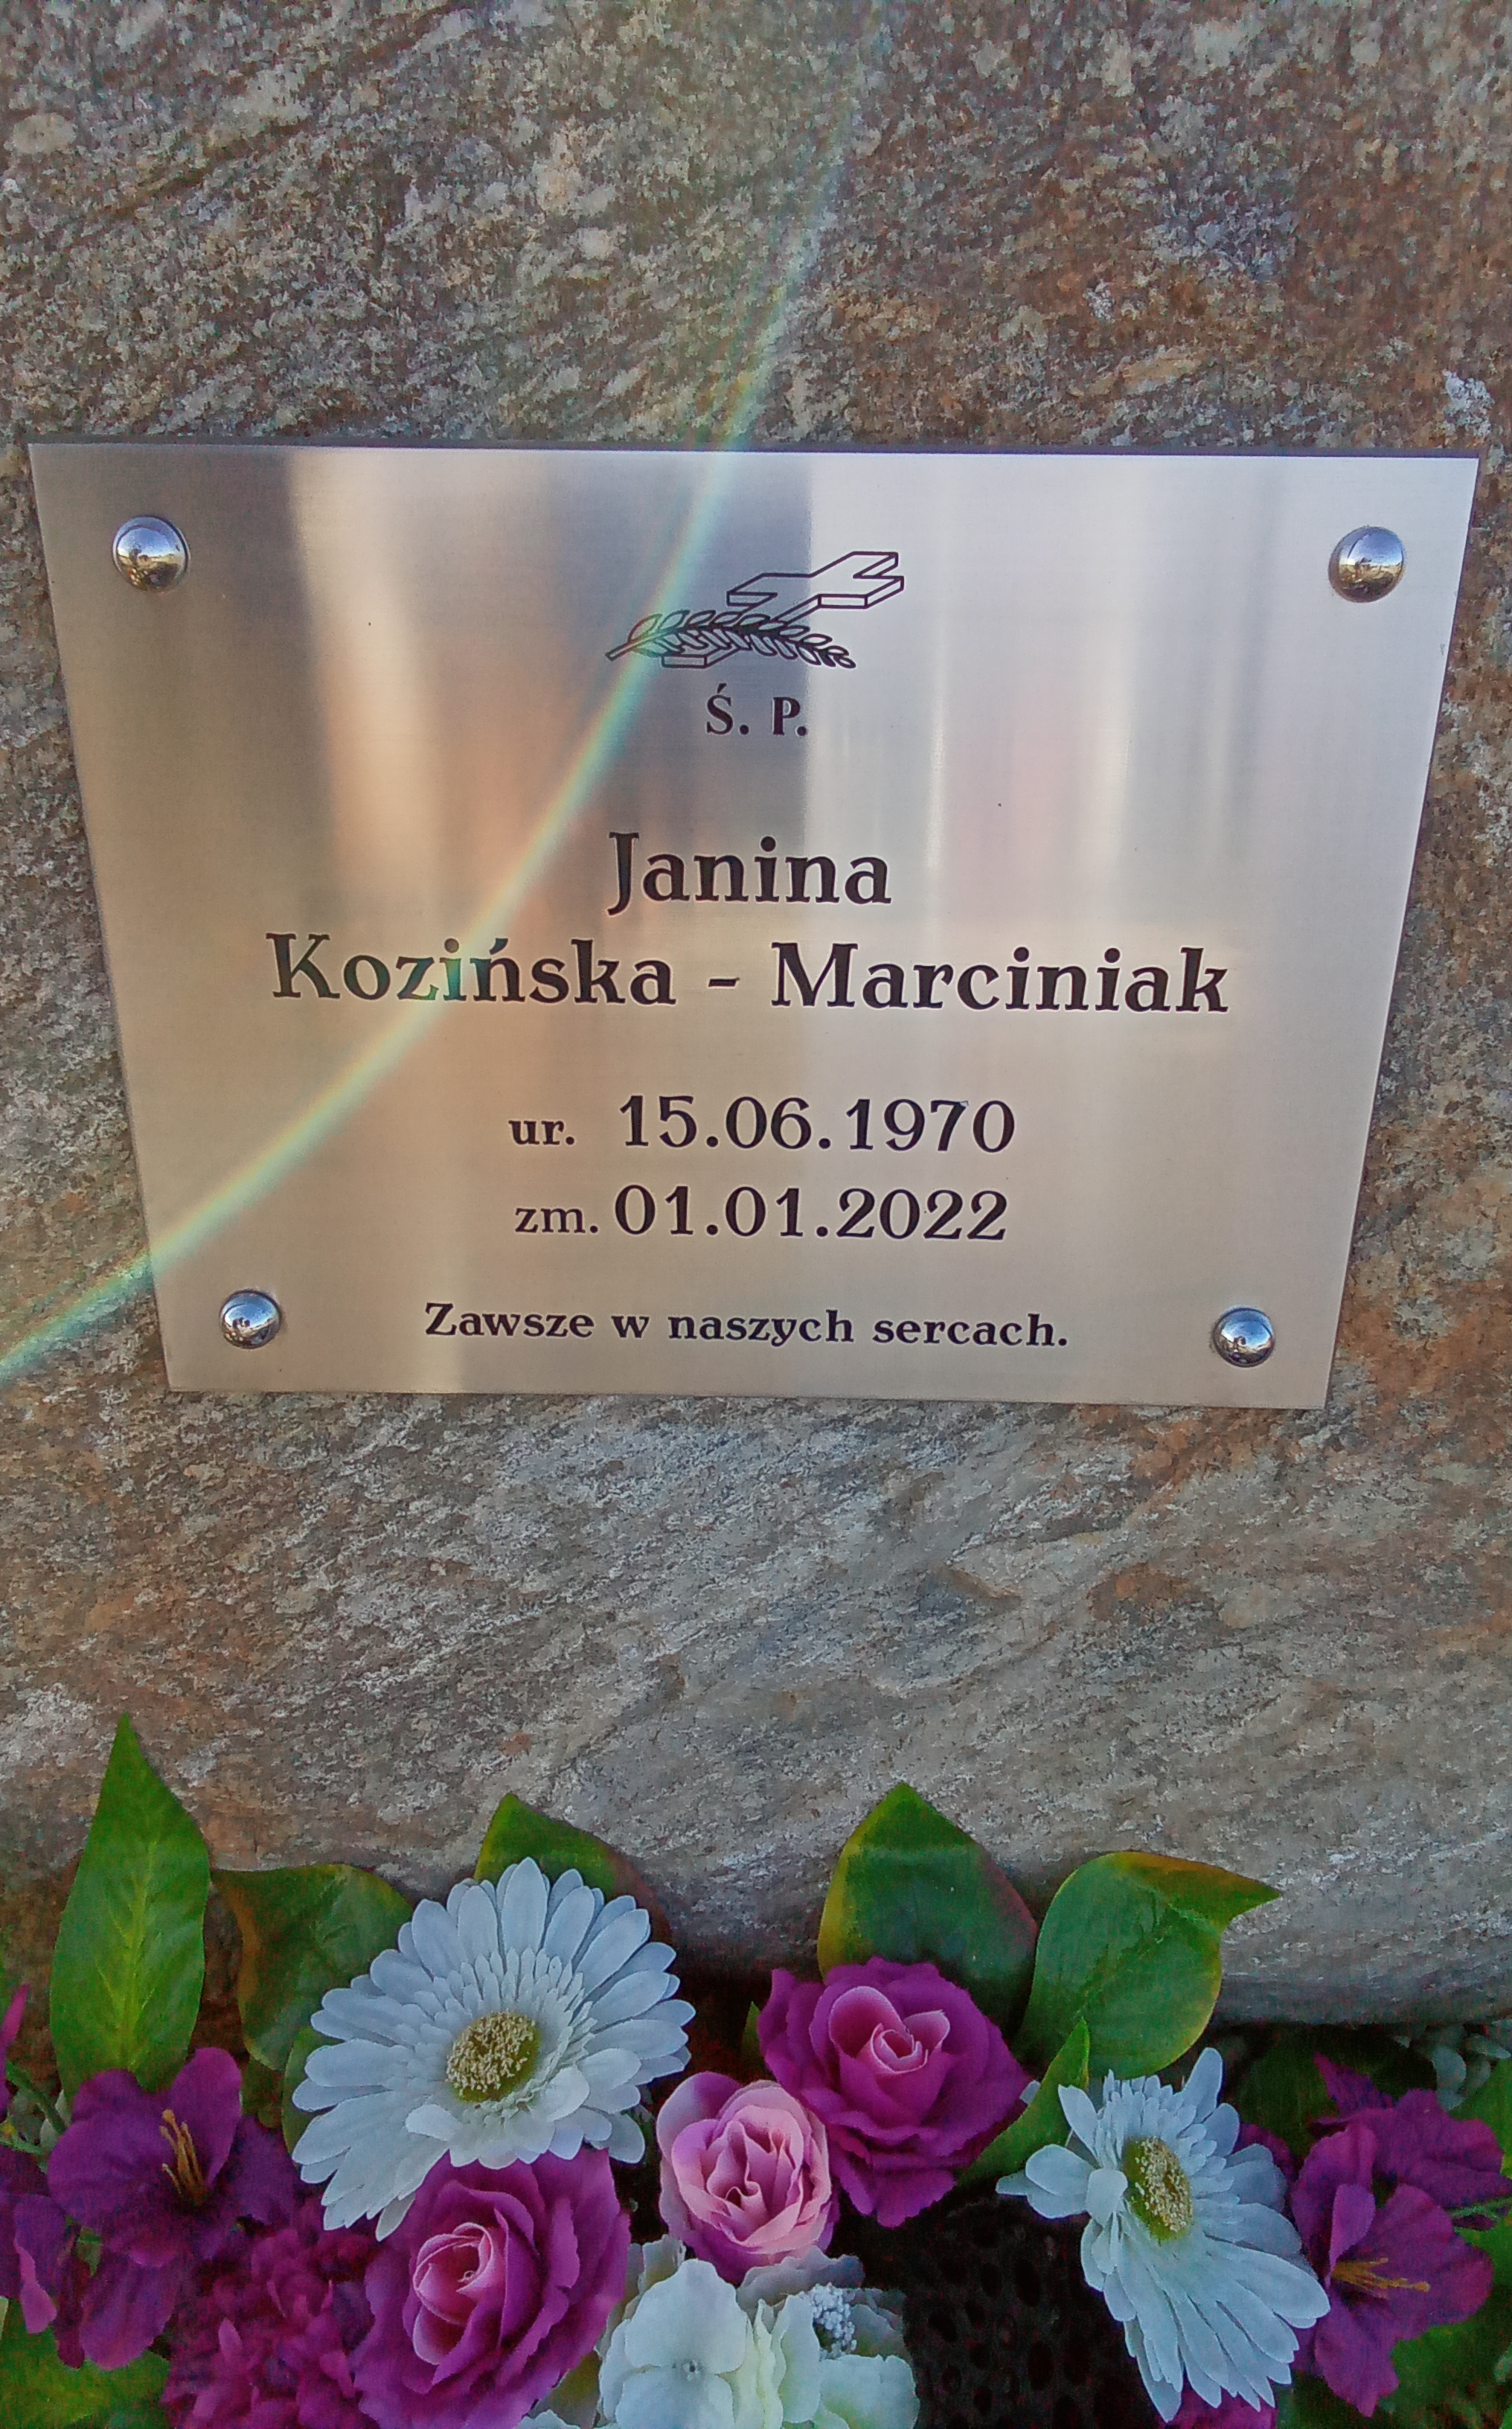 Ś. P.
Janina
Kozińska - Marciniak
ur. 15.06.1970
zm. 01.01.2022
Zawsze w naszych sercach.